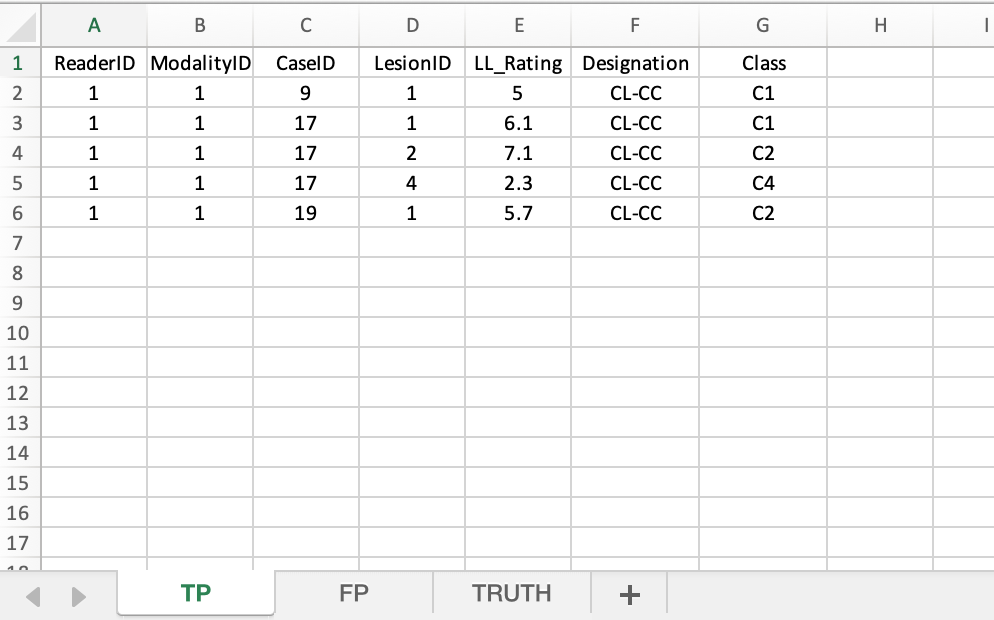 A B C D E F G H I
1 ReaderID ModalityID CaseID LesionID LL_Rating Designation Class
2 1 1 9 1 5 CL-CC C1
3 1 1 17 1 6.1 CL-CC C1
4 1 1 17 2 7.1 CL-CC C2
5 1 1 17 4 2.3 CL-CC C4
6 1 1 19 1 5.7 CL-CC C2
7
8
9
10
11
12
13
14
15
16
17
TP FP TRUTH +